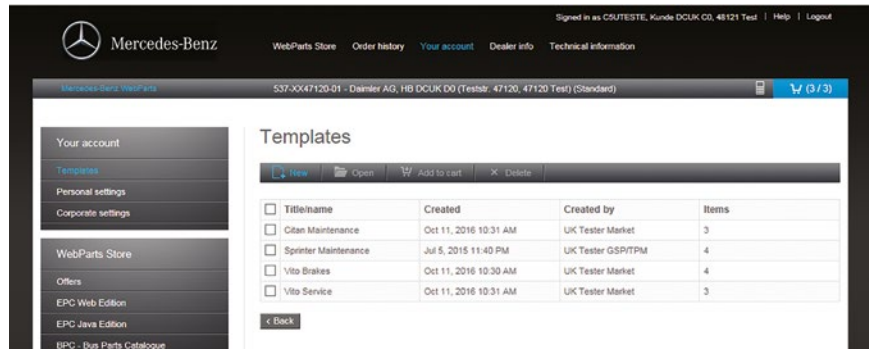 Signed in as C5UTESTE, Kunde DCUK C0, 48121 Test | Help | Logout
Mercedes-Benz
WebParts Store Order history Your account Dealer info Technical information
Mercedes-Benz WebParts
537-XX47120-01 - Daimler AG, HB DCUK D0 (Teststr. 47120, 47120 Test) (Standard)
(3 / 3)
Your account
Templates
Personal settings
Corporate settings
WebParts Store
Offers
EPC Web Edition
EPC Java Edition
BPC - Bus Parts Catalogue
Templates
New Open Add to cart Delete
Title/name Created Created by Items
Citan Maintenance Oct 11, 2016 10:31 AM UK Tester Market 3
Sprinter Maintenance Jul 5, 2015 11:40 PM UK Tester GSP/TPM 4
Vito Brakes Oct 11, 2016 10:30 AM UK Tester Market 4
Vito Service Oct 11, 2016 10:31 AM UK Tester Market 3
< Back